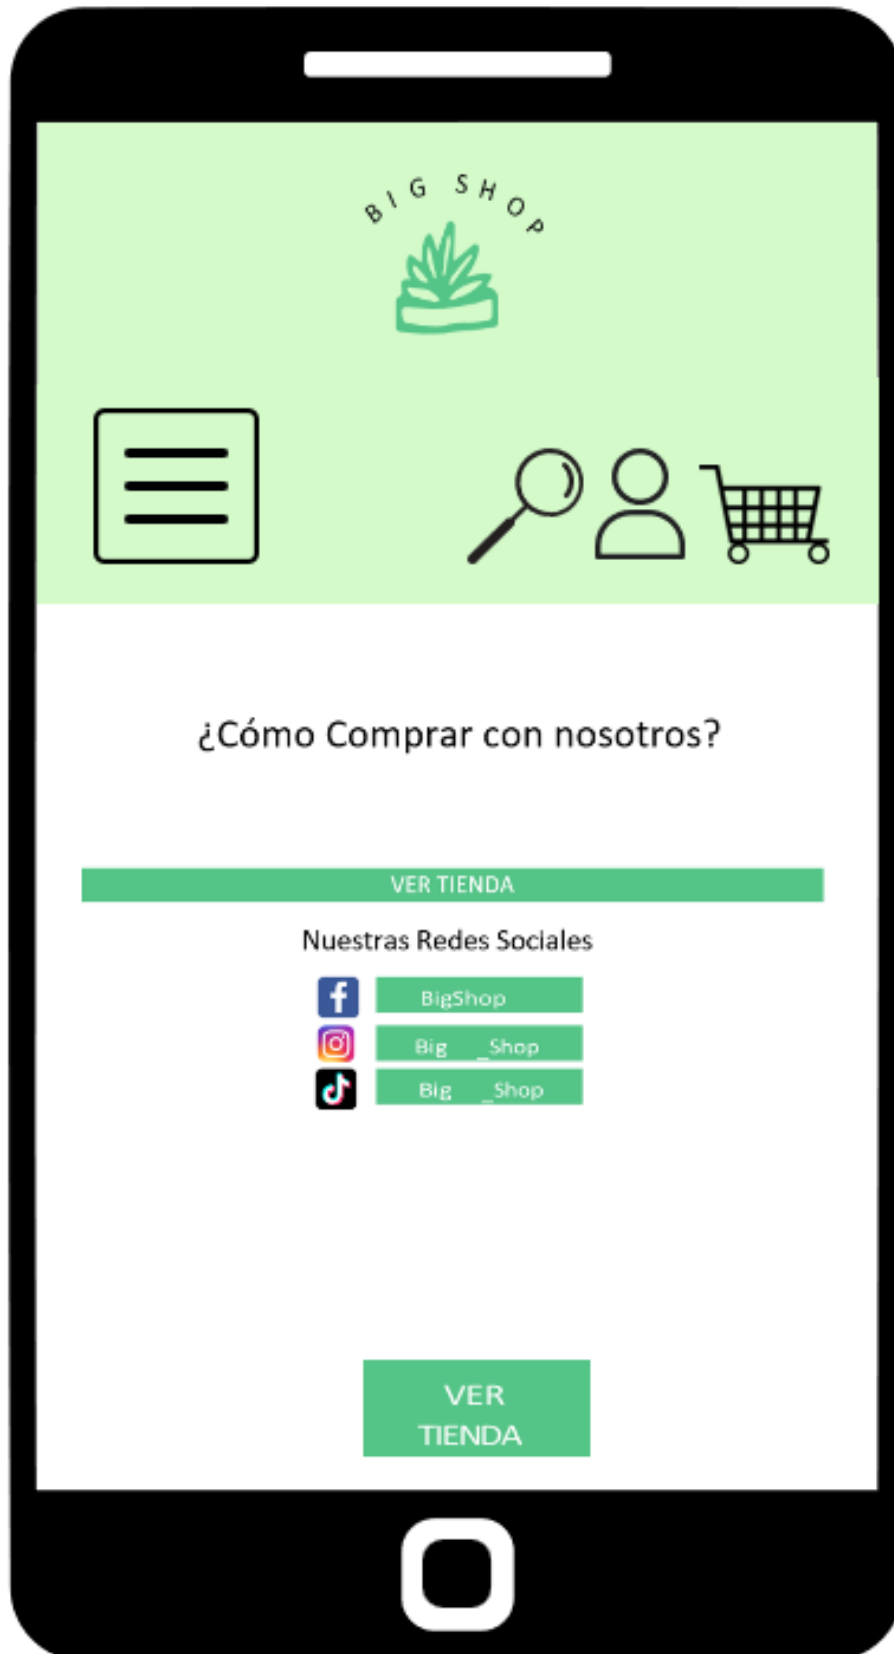 BIG SHOP
¿Cómo Comprar con nosotros?
VER TIENDA
Nuestras Redes Sociales
BigShop
Big _Shop
Big _Shop
VER
TIENDA